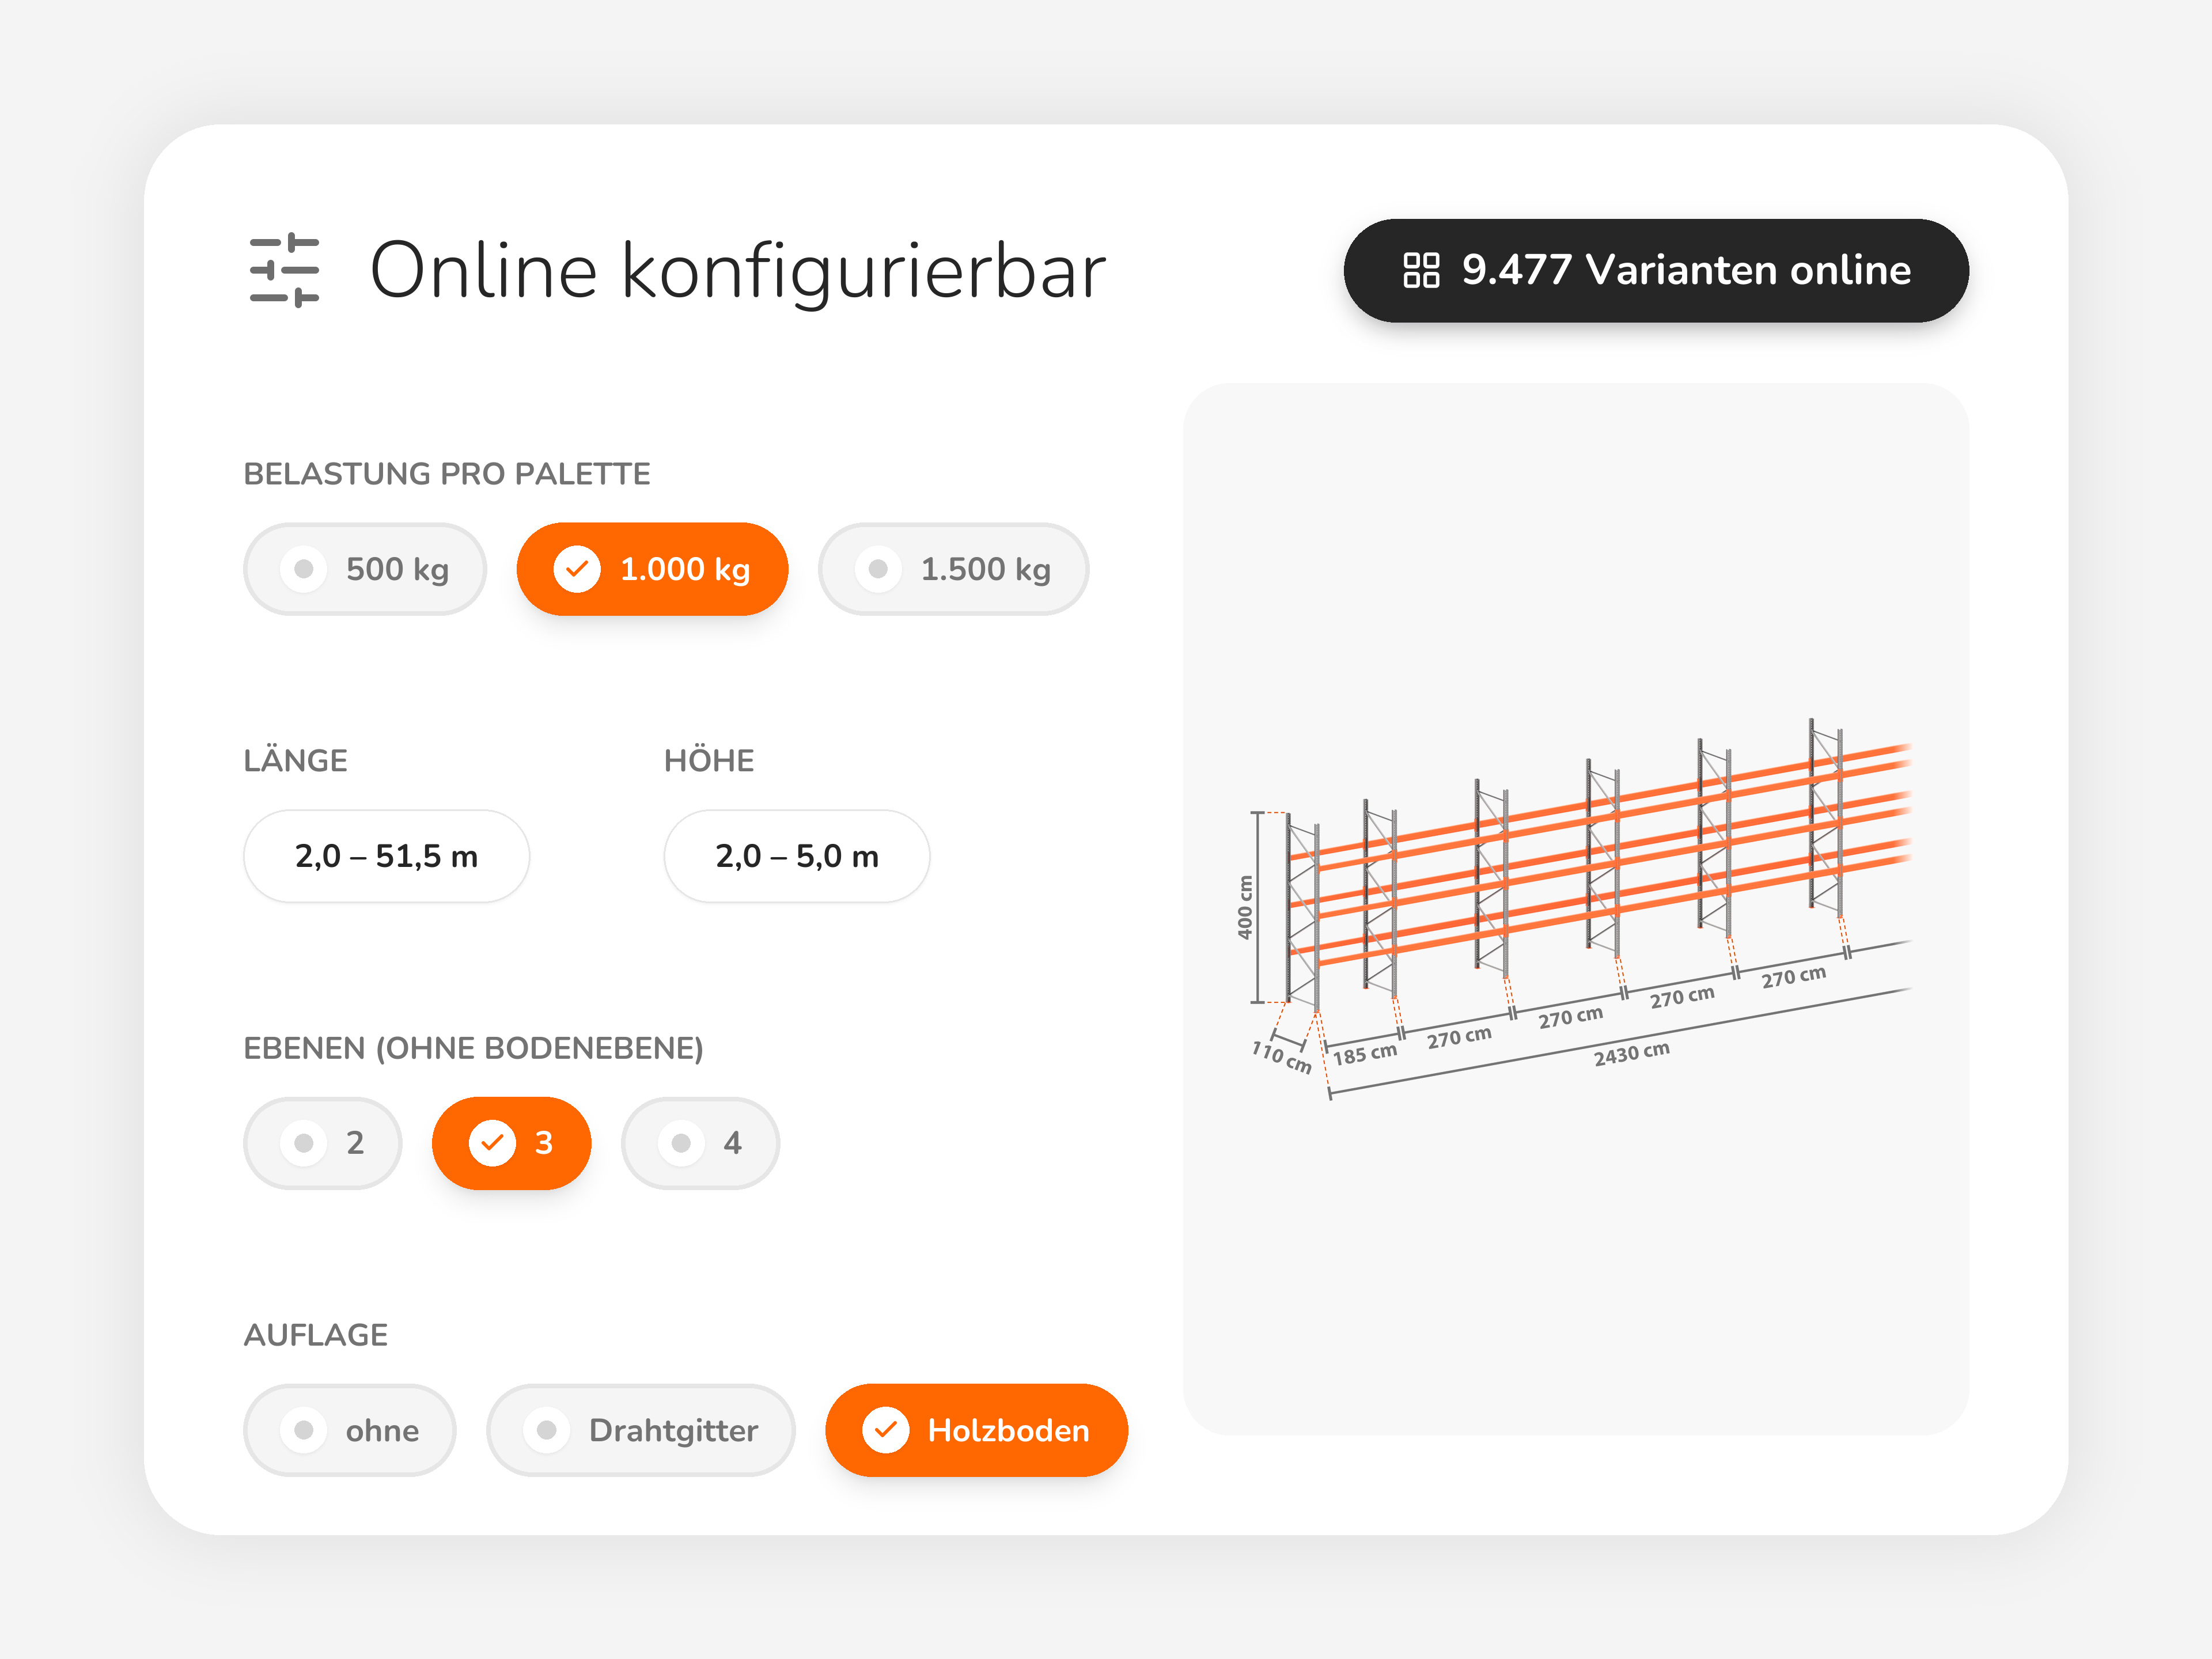 Online konfigurierbar
9.477 Varianten online
BELASTUNG PRO PALETTE
500 kg
1.000 kg
1.500 kg
LÄNGE
HÖHE
2,0 – 51,5 m
2,0 – 5,0 m
EBENEN (OHNE BODENEBENE)
2
3
4
AUFLAGE
ohne
Drahtgitter
Holzboden
400 cm
110 cm
185 cm
270 cm
270 cm
270 cm
270 cm
2430 cm